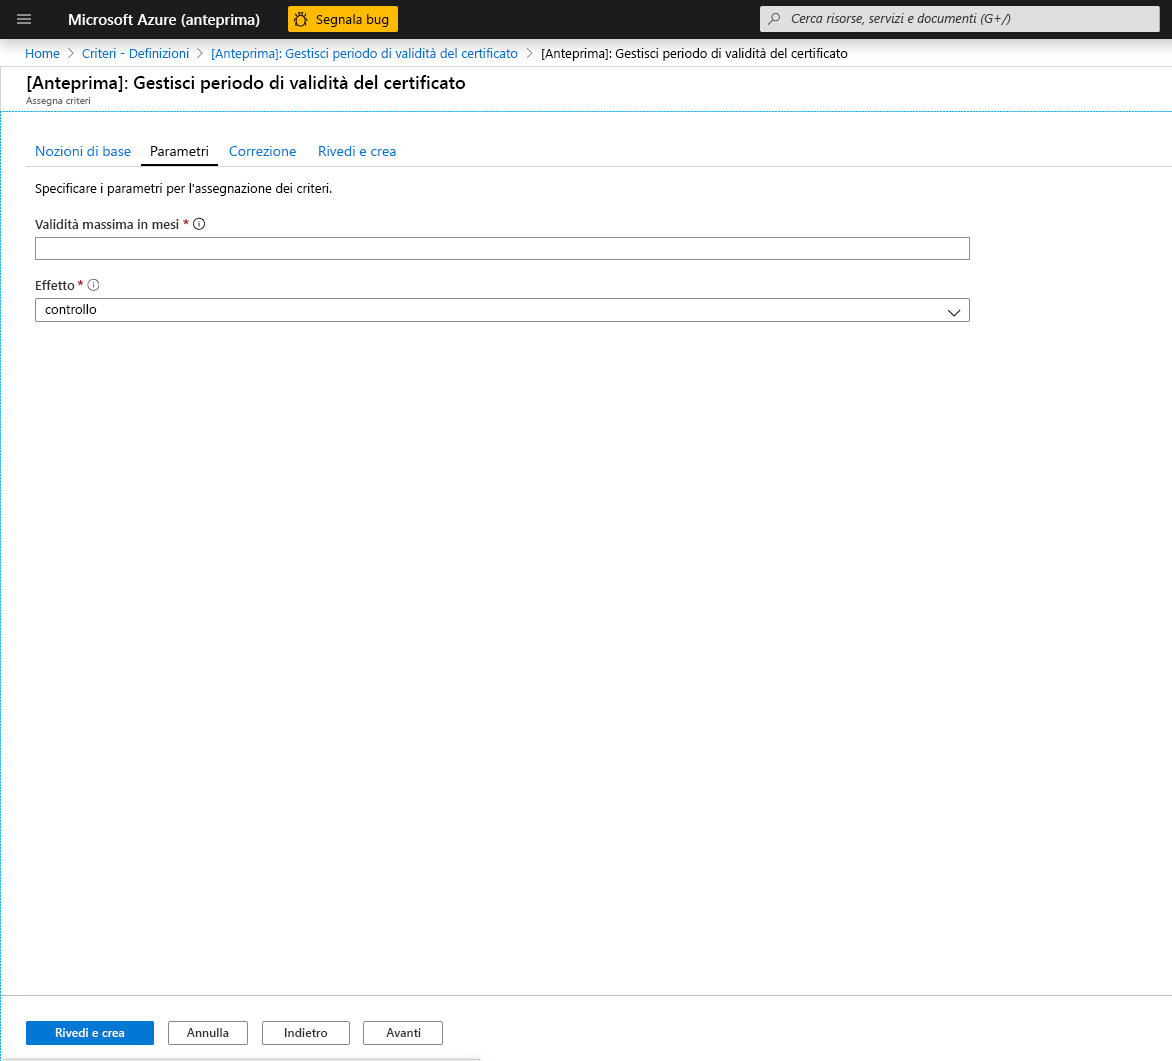 Microsoft Azure (anteprima)
Segnala bug
Cerca risorse, servizi e documenti (G+/)
Home > Criteri - Definizioni > [Anteprima]: Gestisci periodo di validità del certificato > [Anteprima]: Gestisci periodo di validità del certificato
[Anteprima]: Gestisci periodo di validità del certificato
Assegna criteri
Nozioni di base Parametri Correzione Rivedi e crea
Specificare i parametri per l'assegnazione dei criteri.
Validità massima in mesi *
Effetto *
controllo
Rivedi e crea Annulla Indietro Avanti